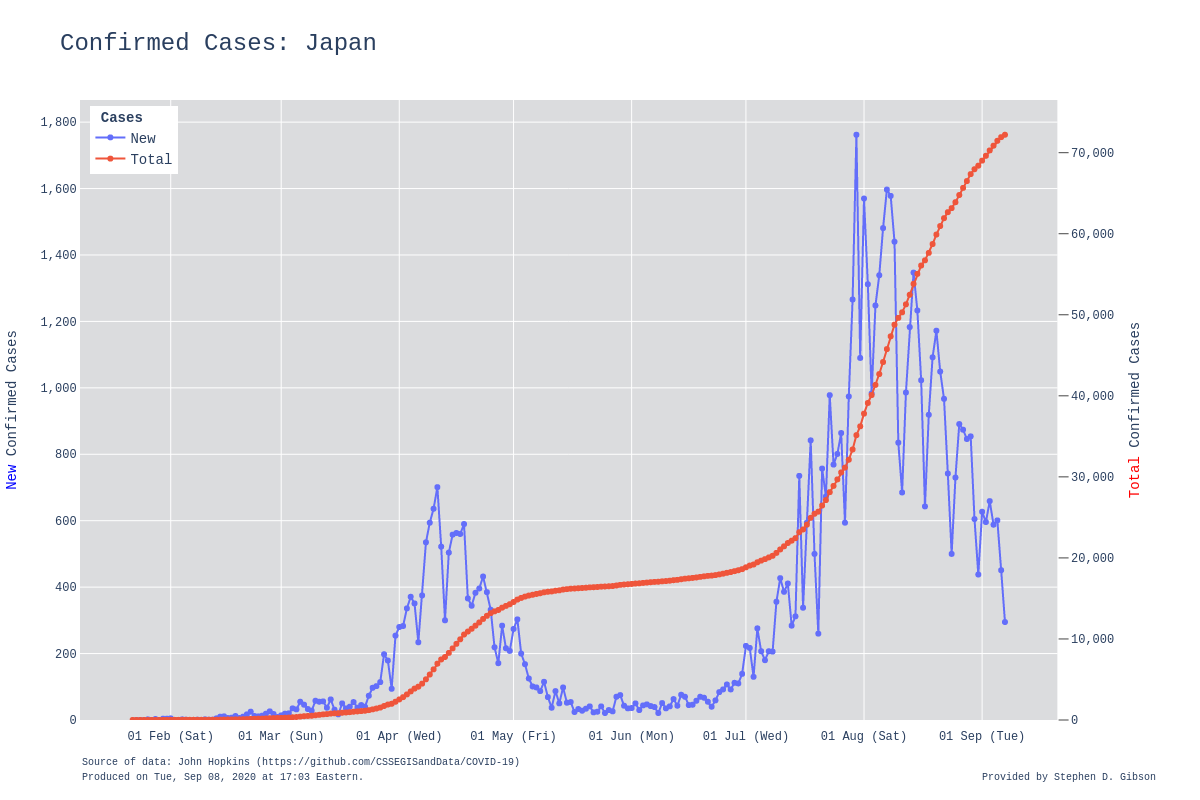 Confirmed Cases: Japan
Cases
New
Total
1,800
1,600
1,400
1,200
1,000
800
600
400
200
0
70,000
60,000
50,000
40,000
30,000
20,000
10,000
0
New Confirmed Cases
Total Confirmed Cases
01 Feb (Sat) 01 Mar (Sun) 01 Apr (Wed) 01 May (Fri) 01 Jun (Mon) 01 Jul (Wed) 01 Aug (Sat) 01 Sep (Tue)
Source of data: John Hopkins (https://github.com/CSSEGISandData/COVID-19)
Produced on Tue, Sep 08, 2020 at 17:03 Eastern.
Provided by Stephen D. Gibson